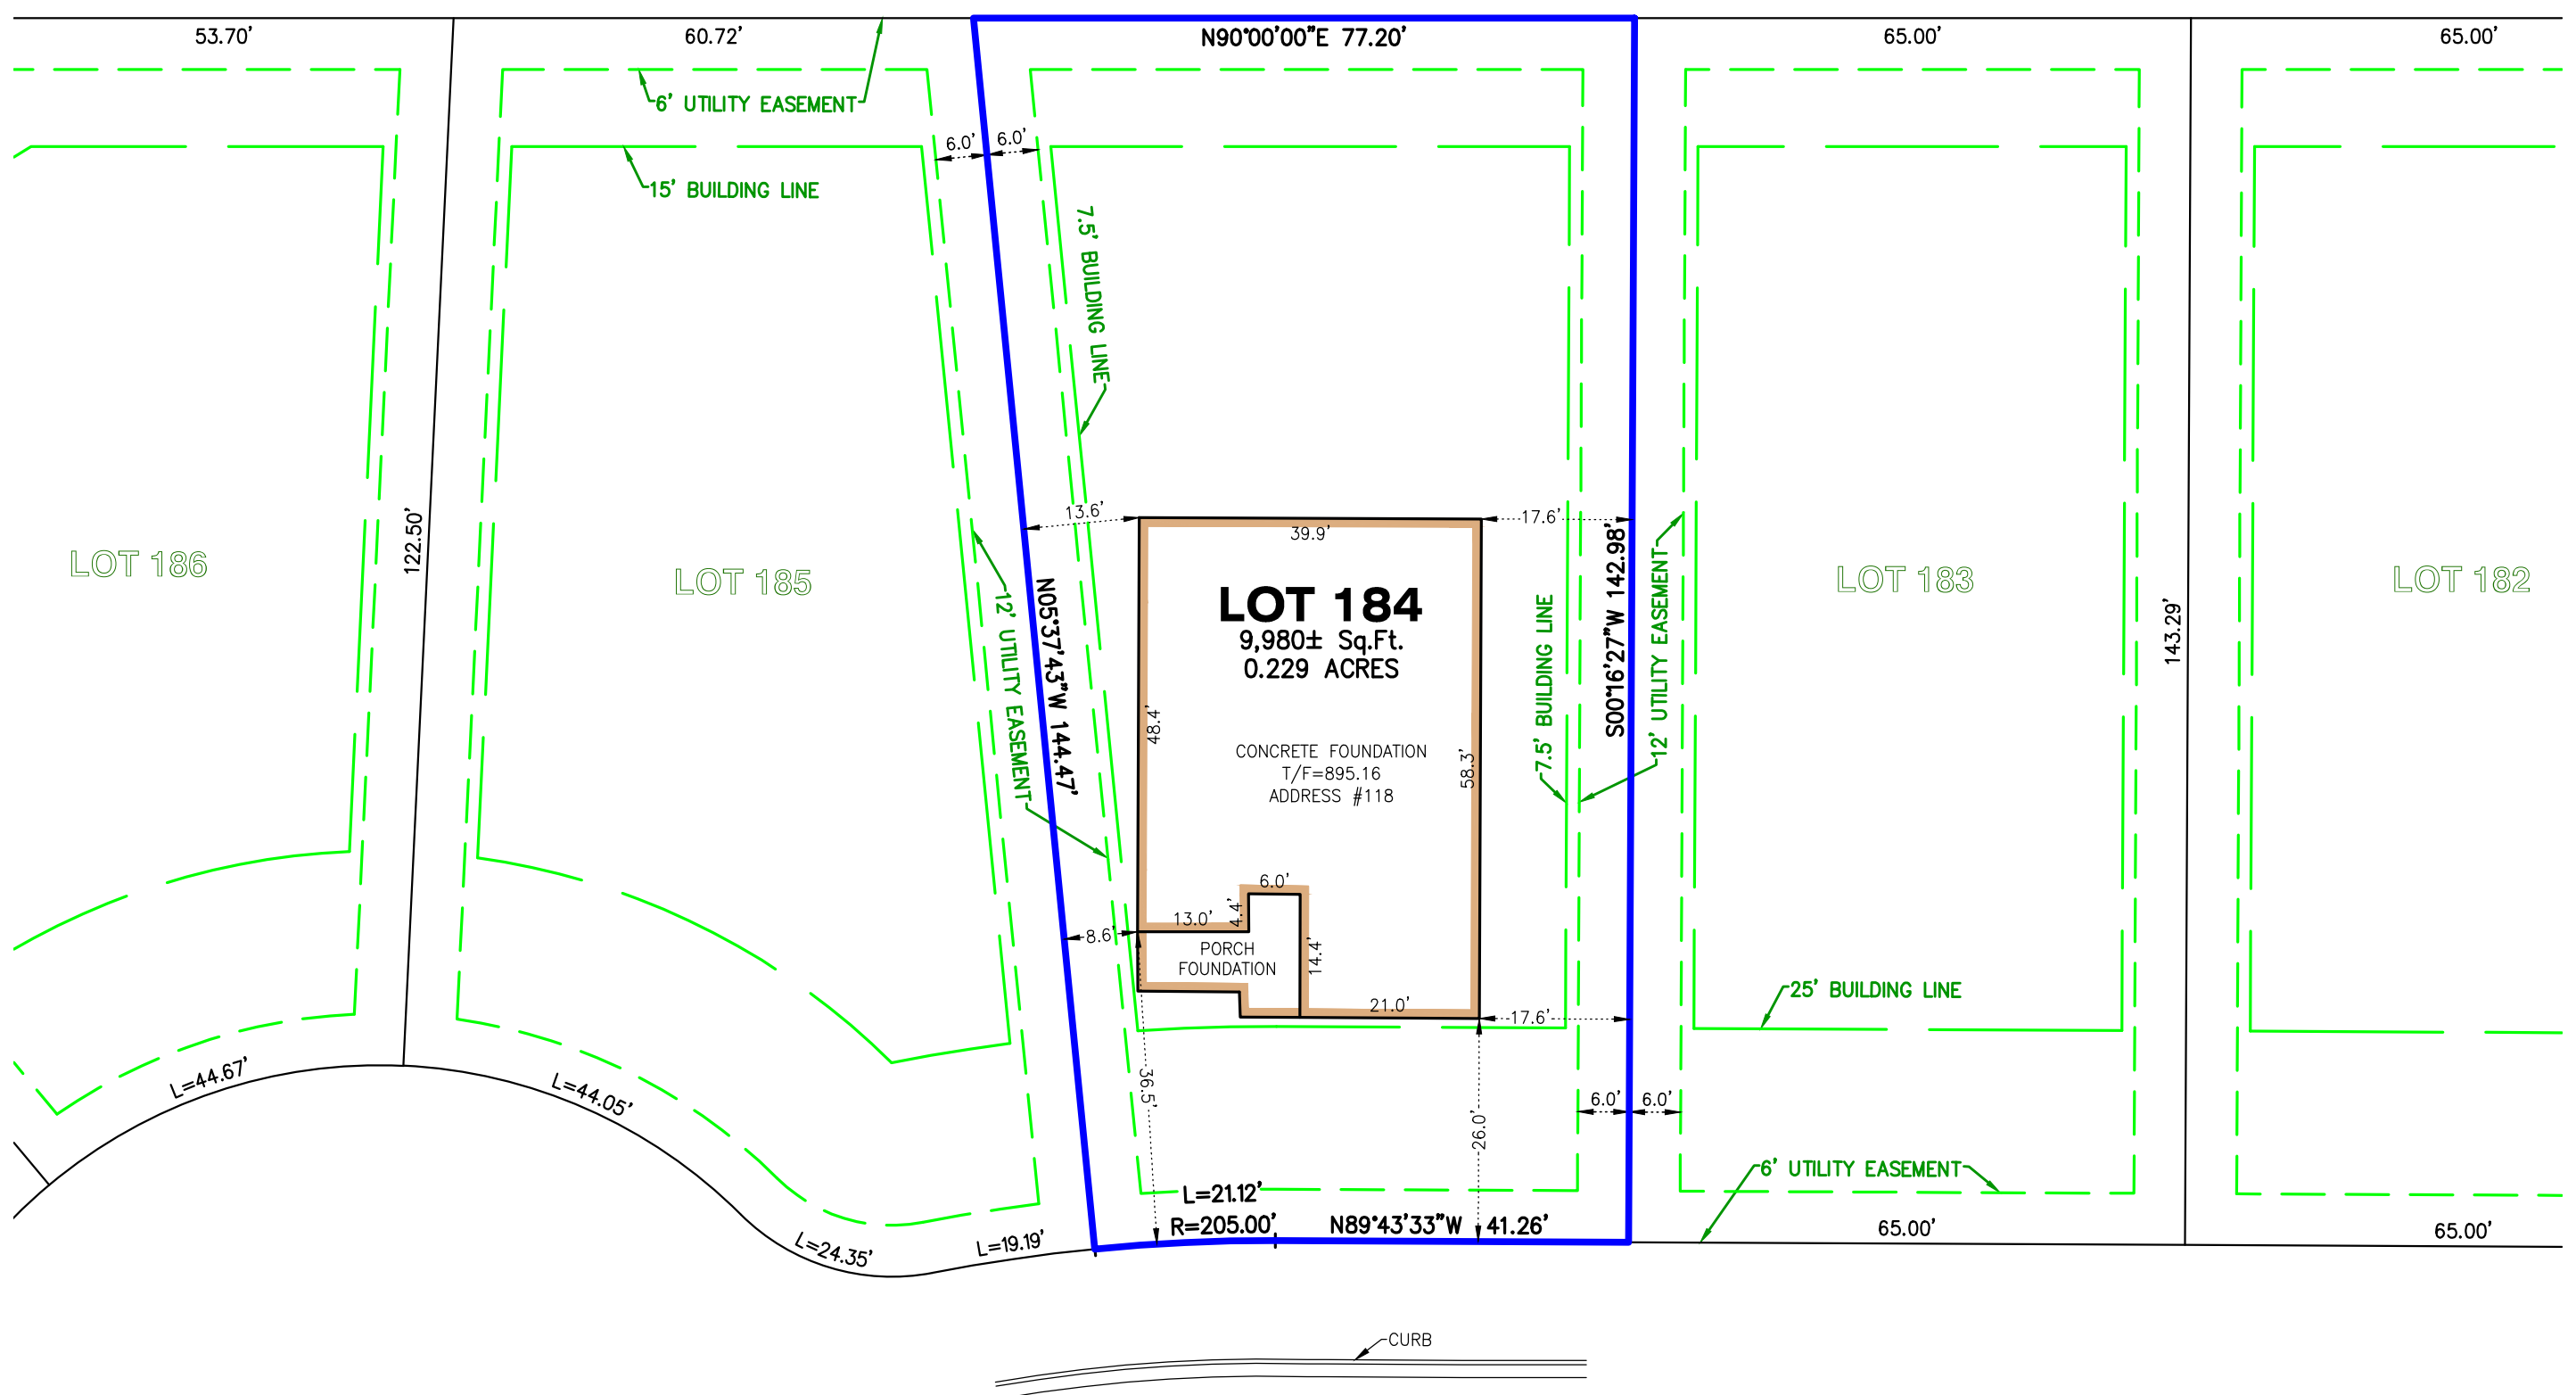 53.70'
60.72'
N90°00'00"E 77.20'
65.00'
65.00'
6' UTILITY EASEMENT
6.0'
6.0'
15' BUILDING LINE
7.5' BUILDING LINE
13.6'
39.9'
17.6'
122.50'
LOT 186
LOT 185
LOT 184
9,980± Sq.Ft.
0.229 ACRES
LOT 183
LOT 182
N05°37'43"W 144.47'
12' UTILITY EASEMENT
48.4'
CONCRETE FOUNDATION
T/F=895.16
ADDRESS #118
58.3'
7.5' BUILDING LINE
S00°16'27"W 142.98'
12' UTILITY EASEMENT
143.29'
6.0'
4.4'
13.0'
8.6'
PORCH
FOUNDATION
14.4'
21.0'
17.6'
25' BUILDING LINE
36.5'
26.0'
6.0'
6.0'
L=44.67'
L=44.05'
6' UTILITY EASEMENT
L=21.12'
R=205.00'
N89°43'33"W 41.26'
65.00'
65.00'
L=24.35'
L=19.19'
CURB